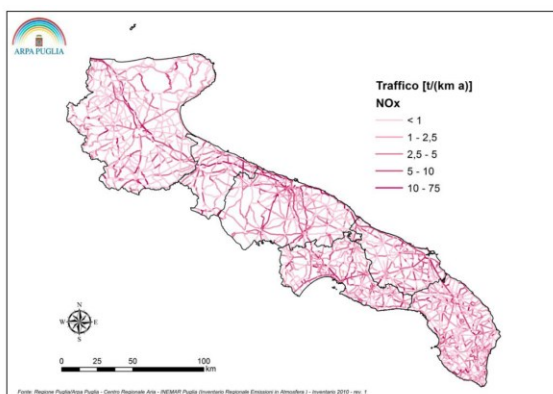 ARPA PUGLIA
Traffico [t/(km a)]
NOx
< 1
1 - 2,5
2,5 - 5
5 - 10
10 - 75
N
W E
S
0 25 50 100
km
Fonte: Regione Puglia/Arpa Puglia - Centro Regionale Aria - INEMAR Puglia (Inventario Regionale Emissioni in Atmosfera ) - Inventario 2010 - rev. 1